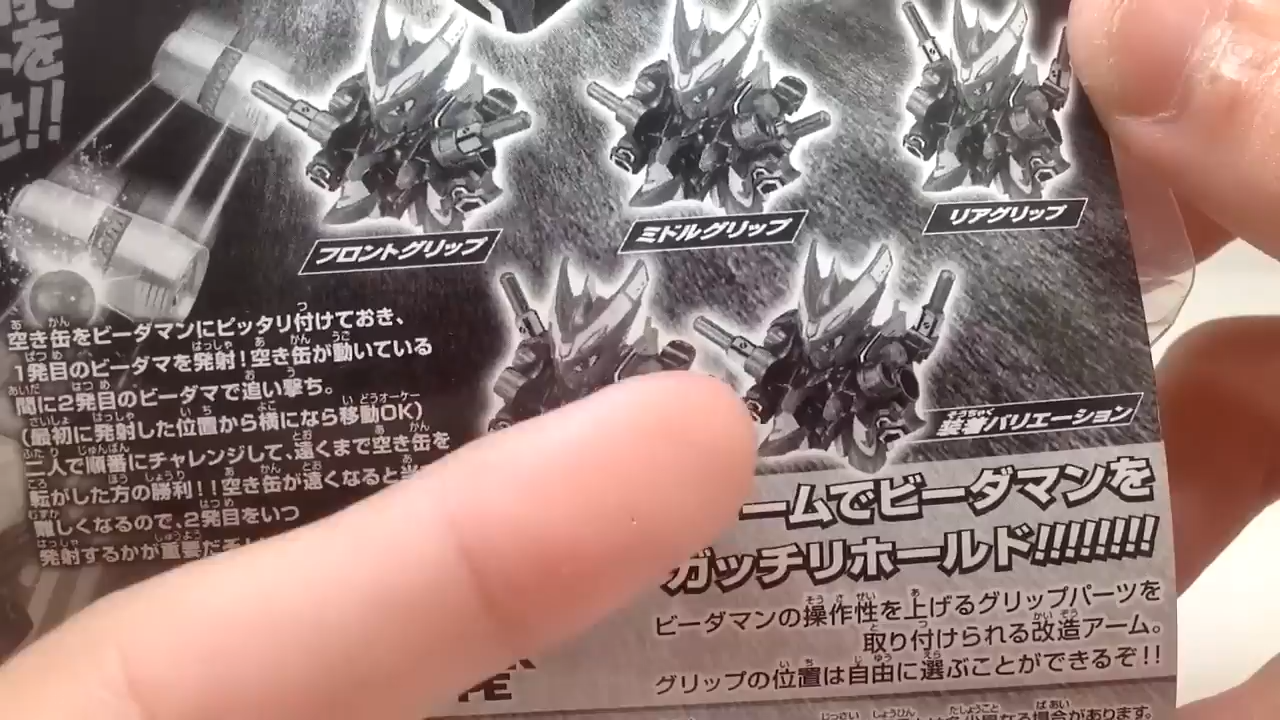 を
!!
フロントグリップ
ミドルグリップ
リアグリップ
空き缶をビーダマンにピッタリ付けておき、
1発目のビーダマを発射!空き缶が動いている
間に2発目のビーダマで追い撃ち。
(最初に発射した位置から横になら移動OK)
二人で順番にチャレンジして、遠くまで空き缶を
転がした方の勝利!!空き缶が遠くなると
難しくなるので、2発目をいつ
発射するかが重要だ
装着バリエーション
ームでビーダマンを
ガッチリホールド!!!!!!!!
ビーダマンの操作性を上げるグリップパーツを
取り付けられる改造アーム。
グリップの位置は自由に選ぶことができるぞ!!
PE
場合があります。